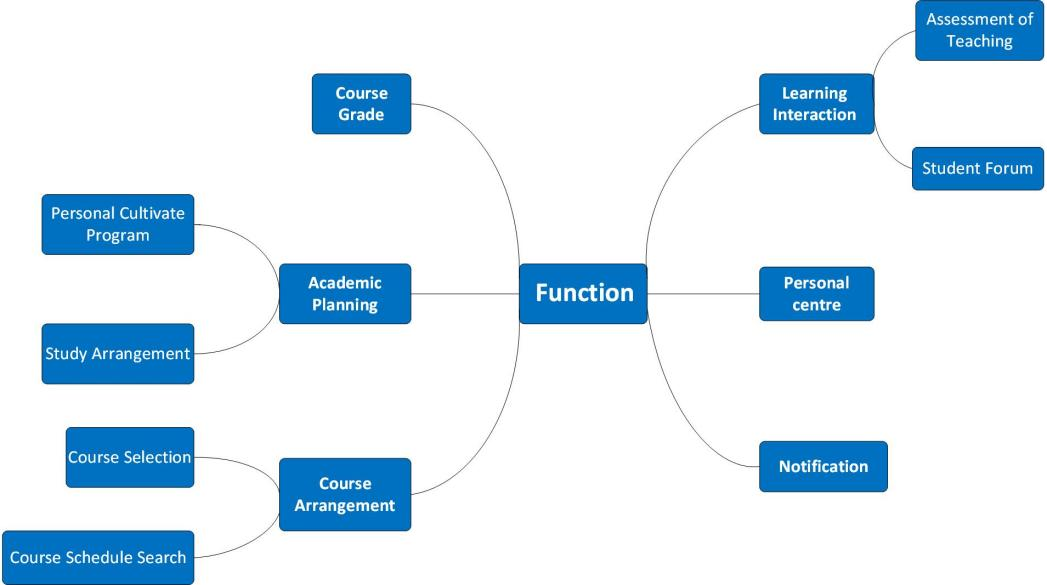 Assessment of
Teaching
Course
Grade
Learning
Interaction
Student Forum
Personal Cultivate
Program
Academic
Planning
Function
Personal
centre
Study Arrangement
Course Selection
Course
Arrangement
Notification
Course Schedule Search